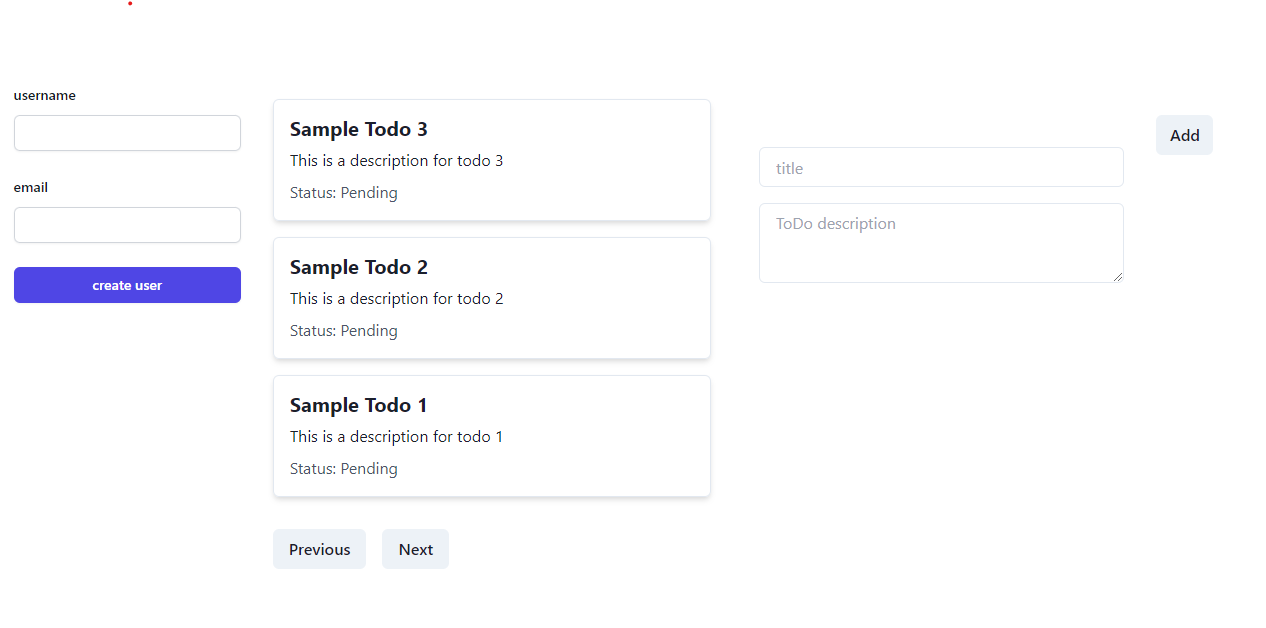 username
email
create user
Sample Todo 3
This is a description for todo 3
Status: Pending
Sample Todo 2
This is a description for todo 2
Status: Pending
Sample Todo 1
This is a description for todo 1
Status: Pending
Previous
Next
title
ToDo description
Add